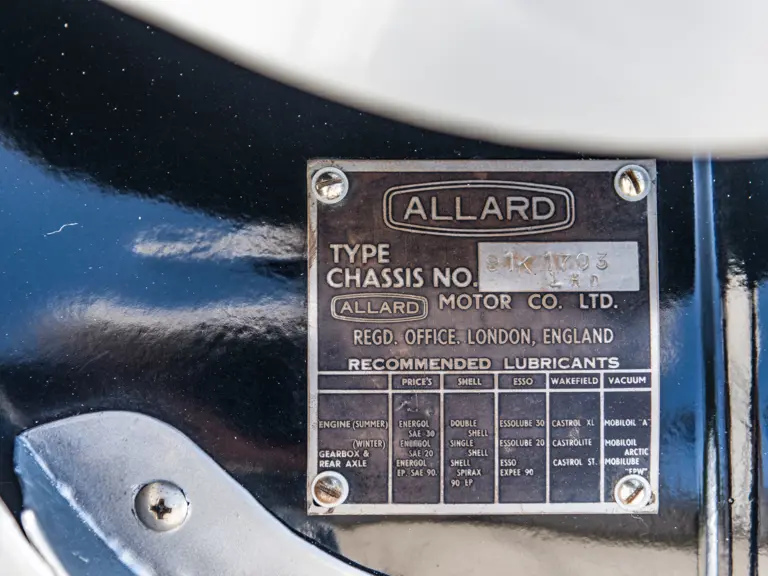 ALLARD
TYPE
CHASSIS NO. 81K1703
ALLARD MOTOR CO. LTD.
REGD. OFFICE. LONDON, ENGLAND
RECOMMENDED LUBRICANTS
PRICE'S SHELL ESSO WAKEFIELD VACUUM
ENGINE (SUMMER) ENERGOL SAE-30 DOUBLE SHELL ESSOLUBE 30 CASTROL XL MOBILOIL "A"
(WINTER) ENERGOL SAE 20 SINGLE SHELL ESSOLUBE 20 CASTROLITE MOBILOIL ARCTIC
GEARBOX & REAR AXLE ENERGOL EP. SAE 90. SHELL SPIRAX 90 EP ESSO EXPEE 90 CASTROL ST. MOBILUBE "EPW"